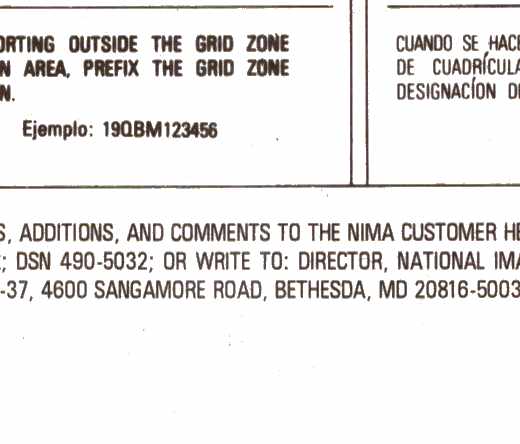 ORTING OUTSIDE THE GRID ZONE
N AREA, PREFIX THE GRID ZONE
N.
Ejemplo: 19QBM123456
CUANDO SE HACE
DE CUADRÍCULA
DESIGNACÍON DE
S, ADDITIONS, AND COMMENTS TO THE NIMA CUSTOMER HE
; DSN 490-5032; OR WRITE TO: DIRECTOR, NATIONAL IMA
-37, 4600 SANGAMORE ROAD, BETHESDA, MD 20816-5003